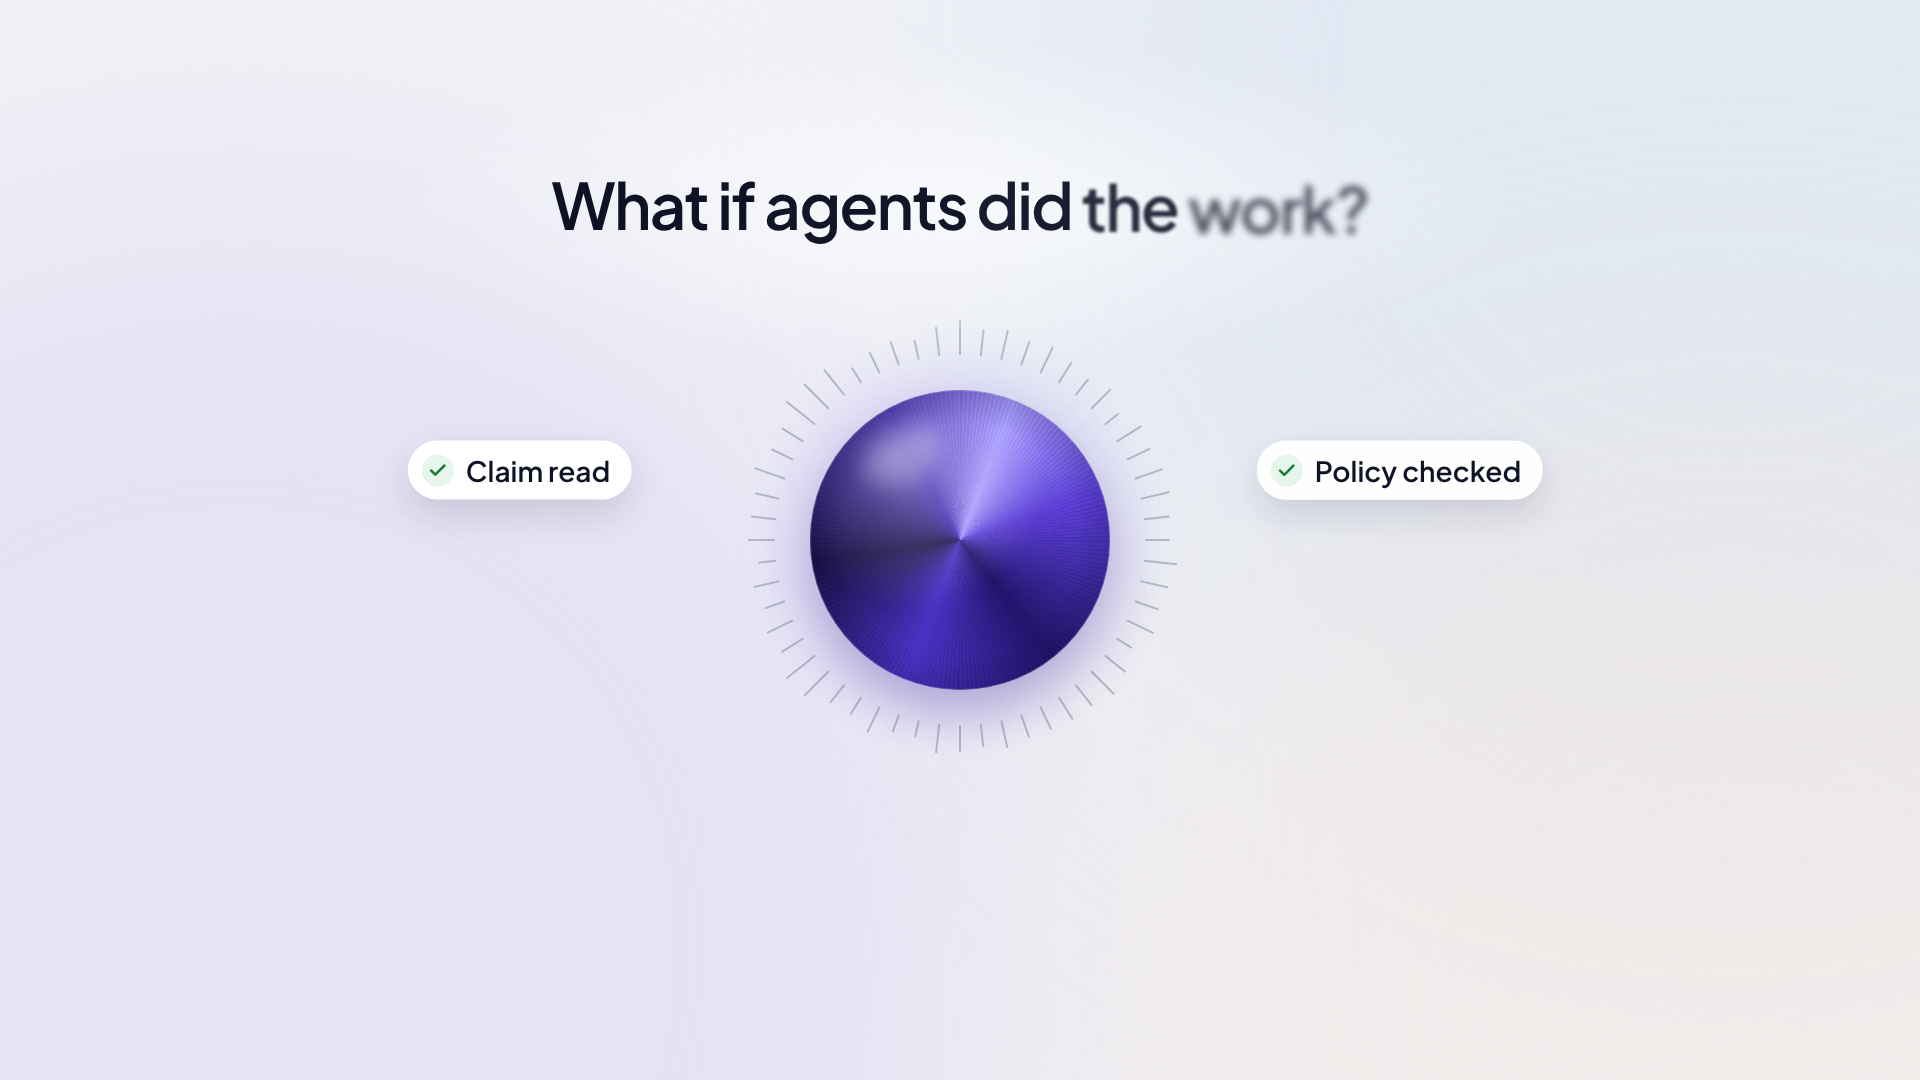 What if agents did the work?
Claim read
Policy checked